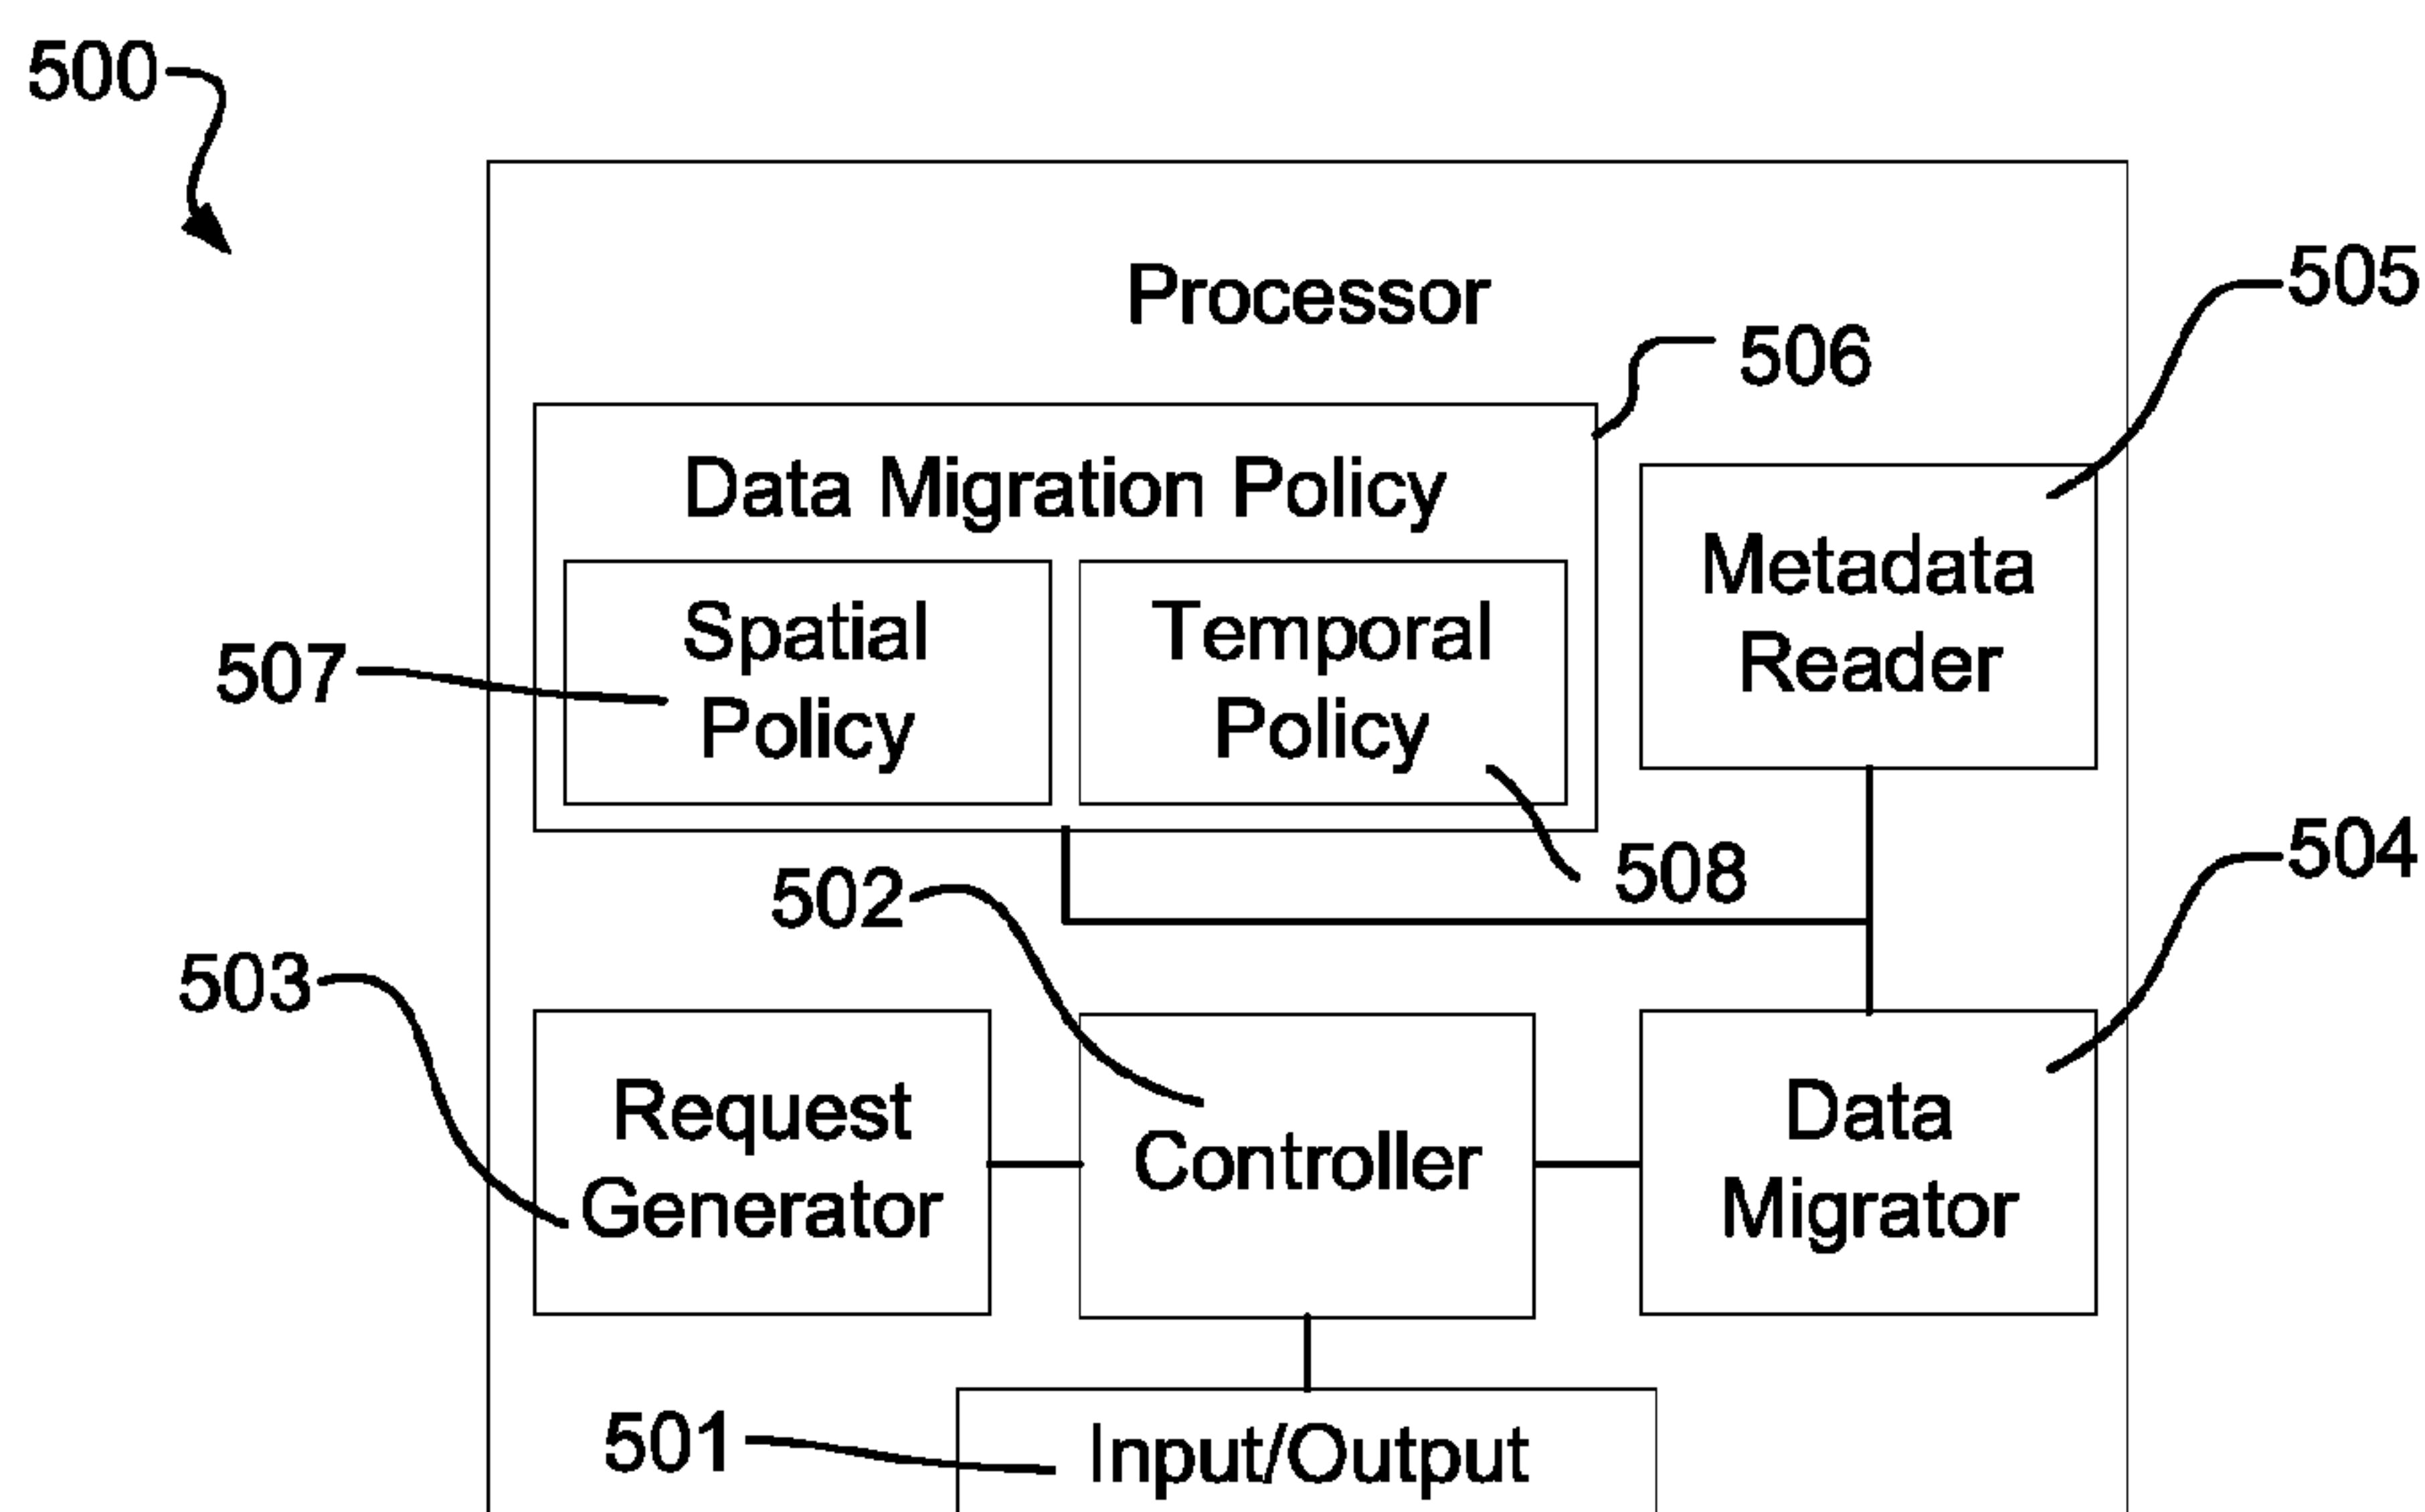 500
Processor
505
506
Data Migration Policy
Metadata
Reader
Spatial
Policy
Temporal
Policy
507
508
504
502
503
Request
Generator
Controller
Data
Migrator
501
Input/Output